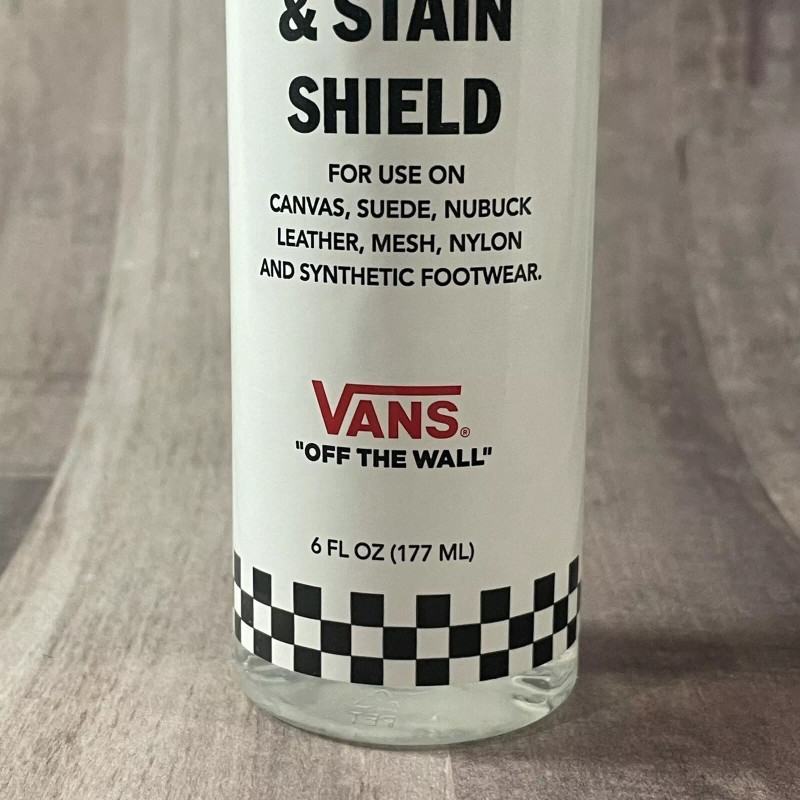 & STAIN
SHIELD
FOR USE ON
CANVAS, SUEDE, NUBUCK
LEATHER, MESH, NYLON
AND SYNTHETIC FOOTWEAR.
VANS®
"OFF THE WALL"
6 FL OZ (177 ML)
PET